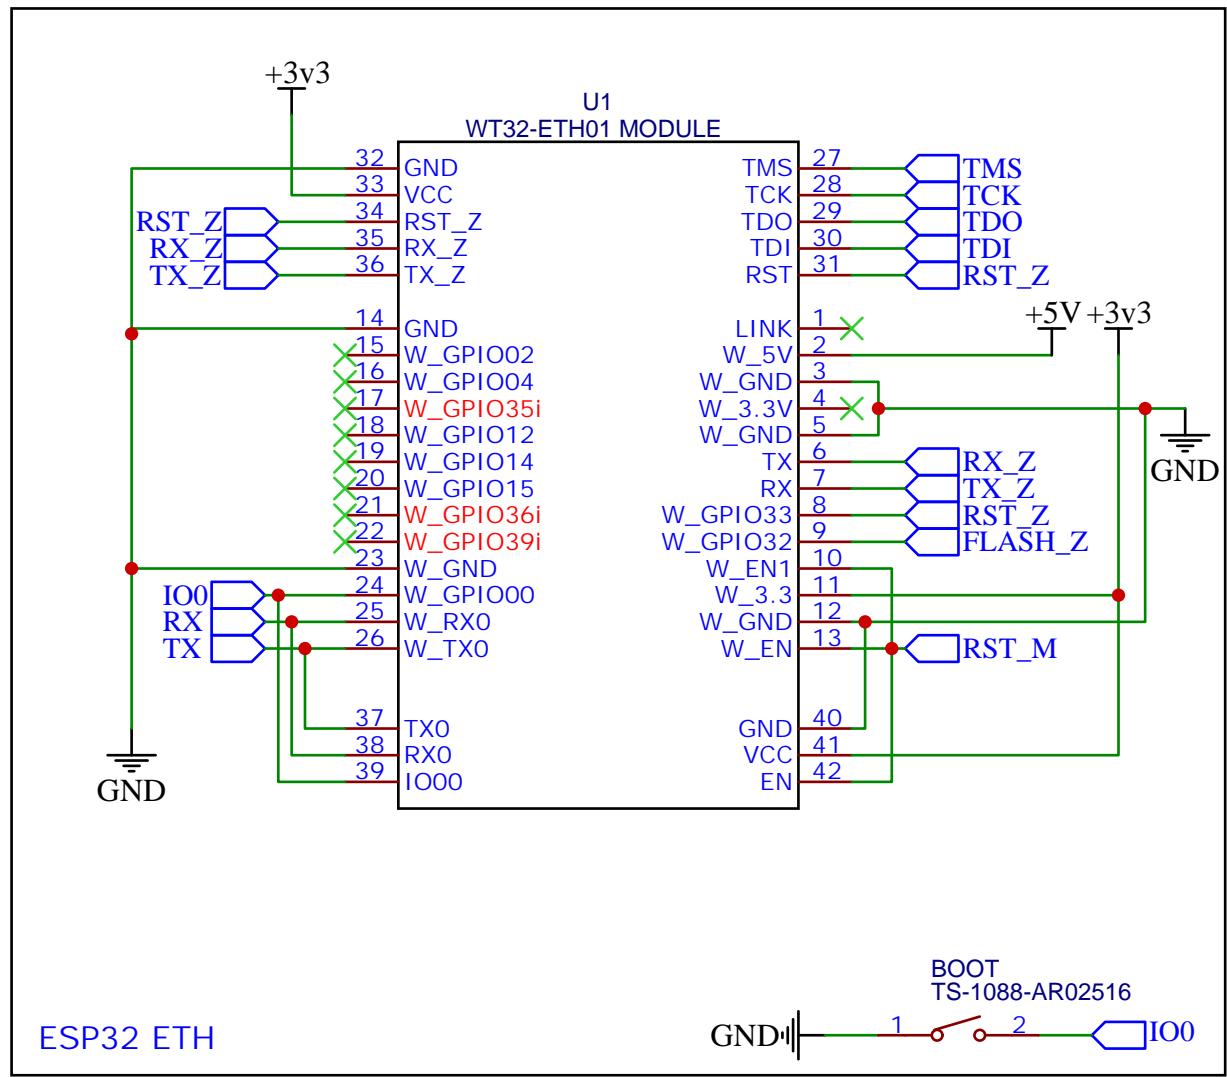 +3v3
U1
WT32-ETH01 MODULE
32 GND
33 VCC
RST_Z 34 RST_Z
RX_Z 35 RX_Z
TX_Z 36 TX_Z
14 GND
15 W_GPIO02
16 W_GPIO04
17 W_GPIO35i
18 W_GPIO12
19 W_GPIO14
20 W_GPIO15
21 W_GPIO36i
22 W_GPIO39i
23 W_GND
IO0 24 W_GPIO00
RX 25 W_RX0
TX 26 W_TX0
37 TX0
38 RX0
39 IO00
GND
TMS 27 TMS
TCK 28 TCK
TDO 29 TDO
TDI 30 TDI
RST 31 RST_Z
+5V +3v3
LINK 1
W_5V 2
W_GND 3
W_3.3V 4
W_GND 5
GND
TX 6 RX_Z
RX 7 TX_Z
W_GPIO33 8 RST_Z
W_GPIO32 9 FLASH_Z
W_EN1 10
W_3.3 11
W_GND 12
W_EN 13 RST_M
GND 40
VCC 41
EN 42
BOOT
TS-1088-AR02516
GND 1 2 IO0
ESP32 ETH